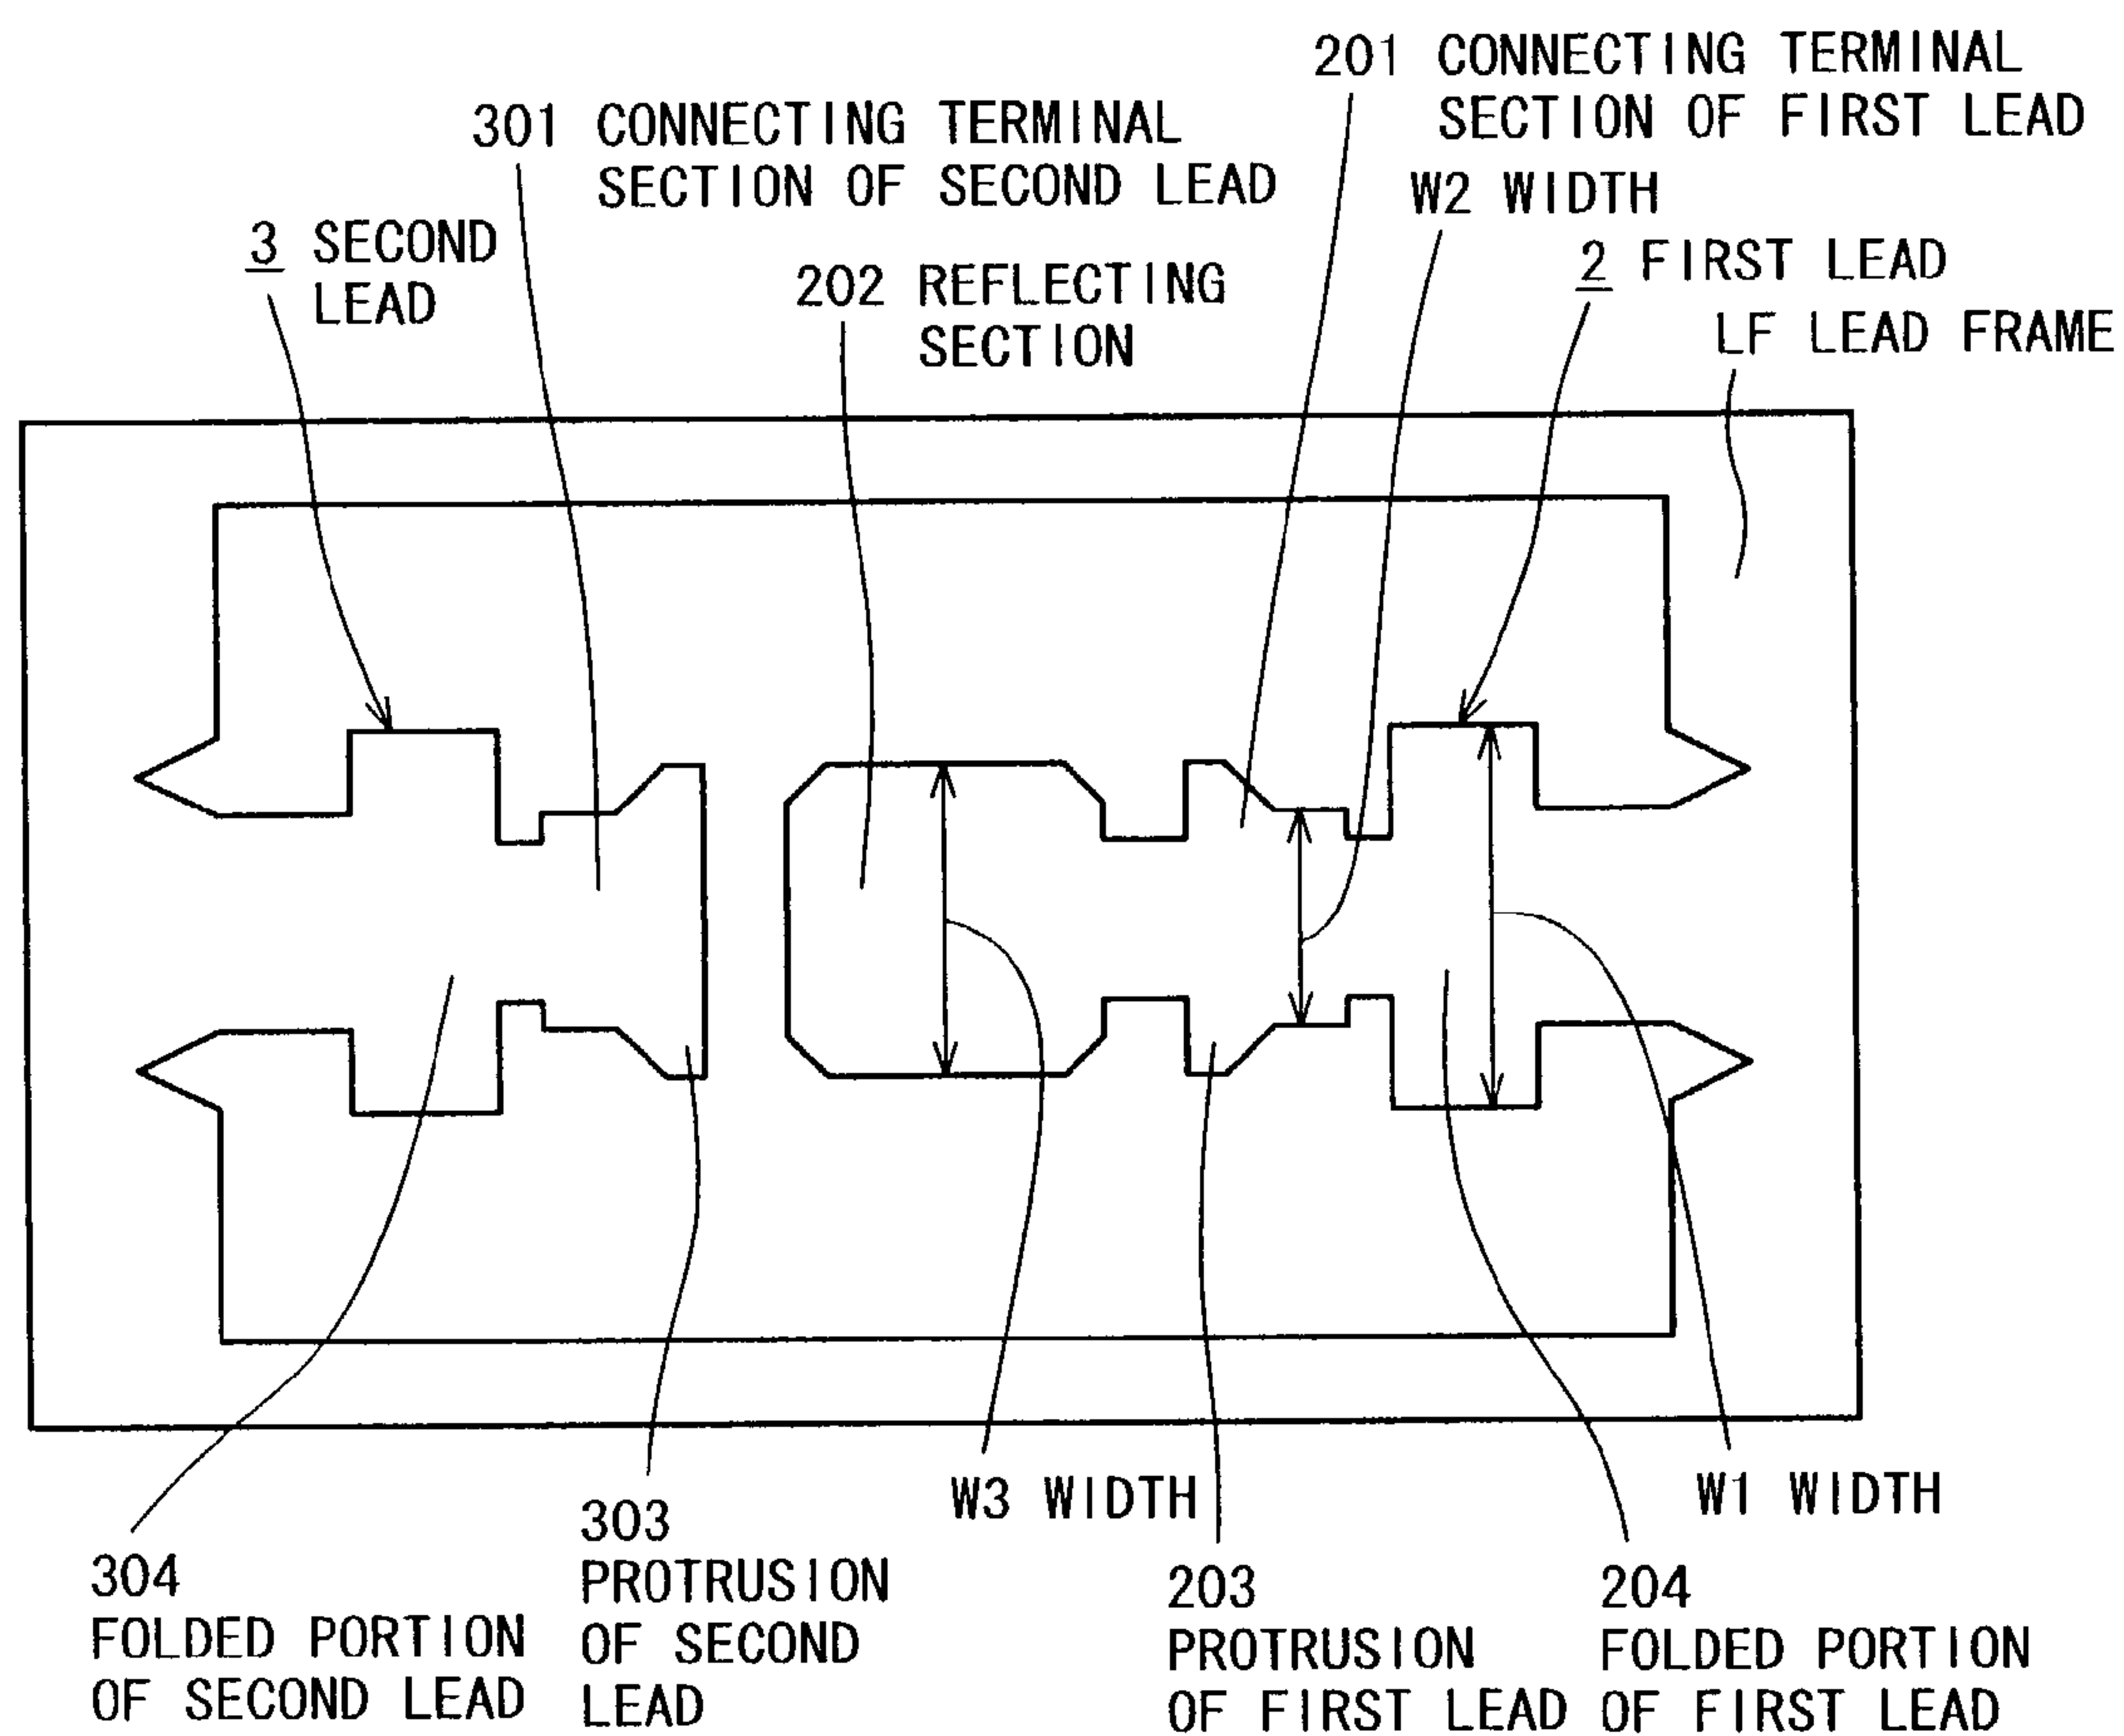 201 CONNECTING TERMINAL
SECTION OF FIRST LEAD
301 CONNECTING TERMINAL
SECTION OF SECOND LEAD
W2 WIDTH
3 SECOND
LEAD
202 REFLECTING
SECTION
2 FIRST LEAD
LF LEAD FRAME
W3 WIDTH
W1 WIDTH
304
FOLDED PORTION
OF SECOND LEAD
303
PROTRUSION
OF SECOND
LEAD
203
PROTRUSION
OF FIRST LEAD
204
FOLDED PORTION
OF FIRST LEAD